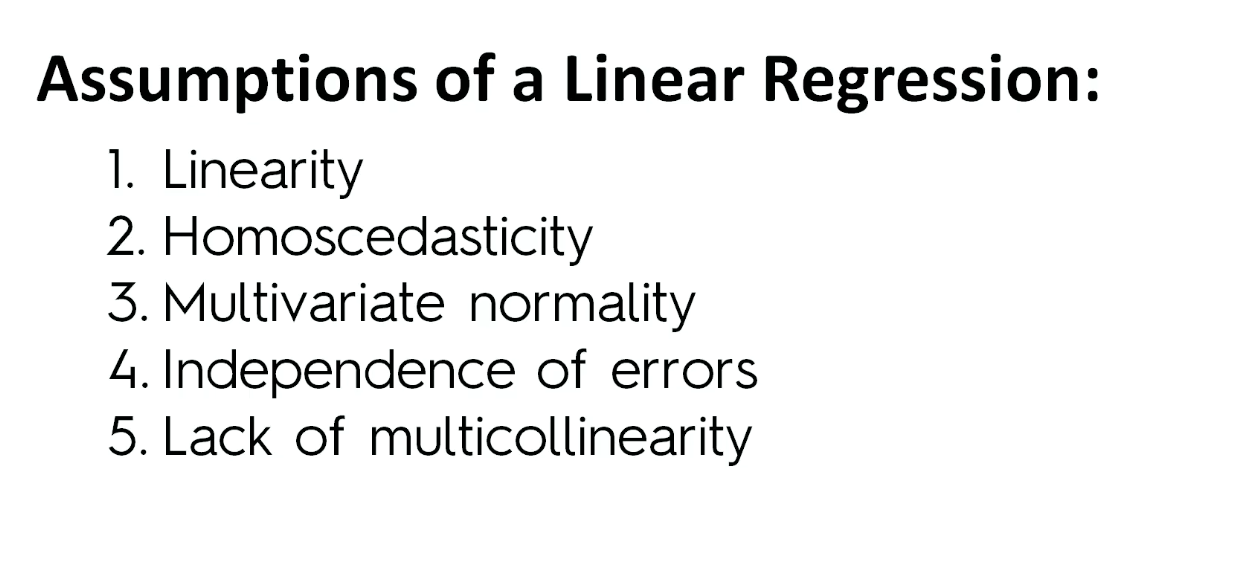 Assumptions of a Linear Regression:
1. Linearity
2. Homoscedasticity
3. Multivariate normality
4. Independence of errors
5. Lack of multicollinearity